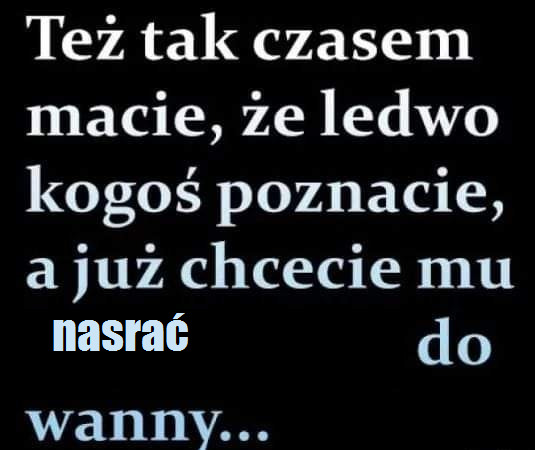 Też tak czasem
macie, że ledwo
kogoś poznacie,
a już chcecie mu
nasrać do
wanny...